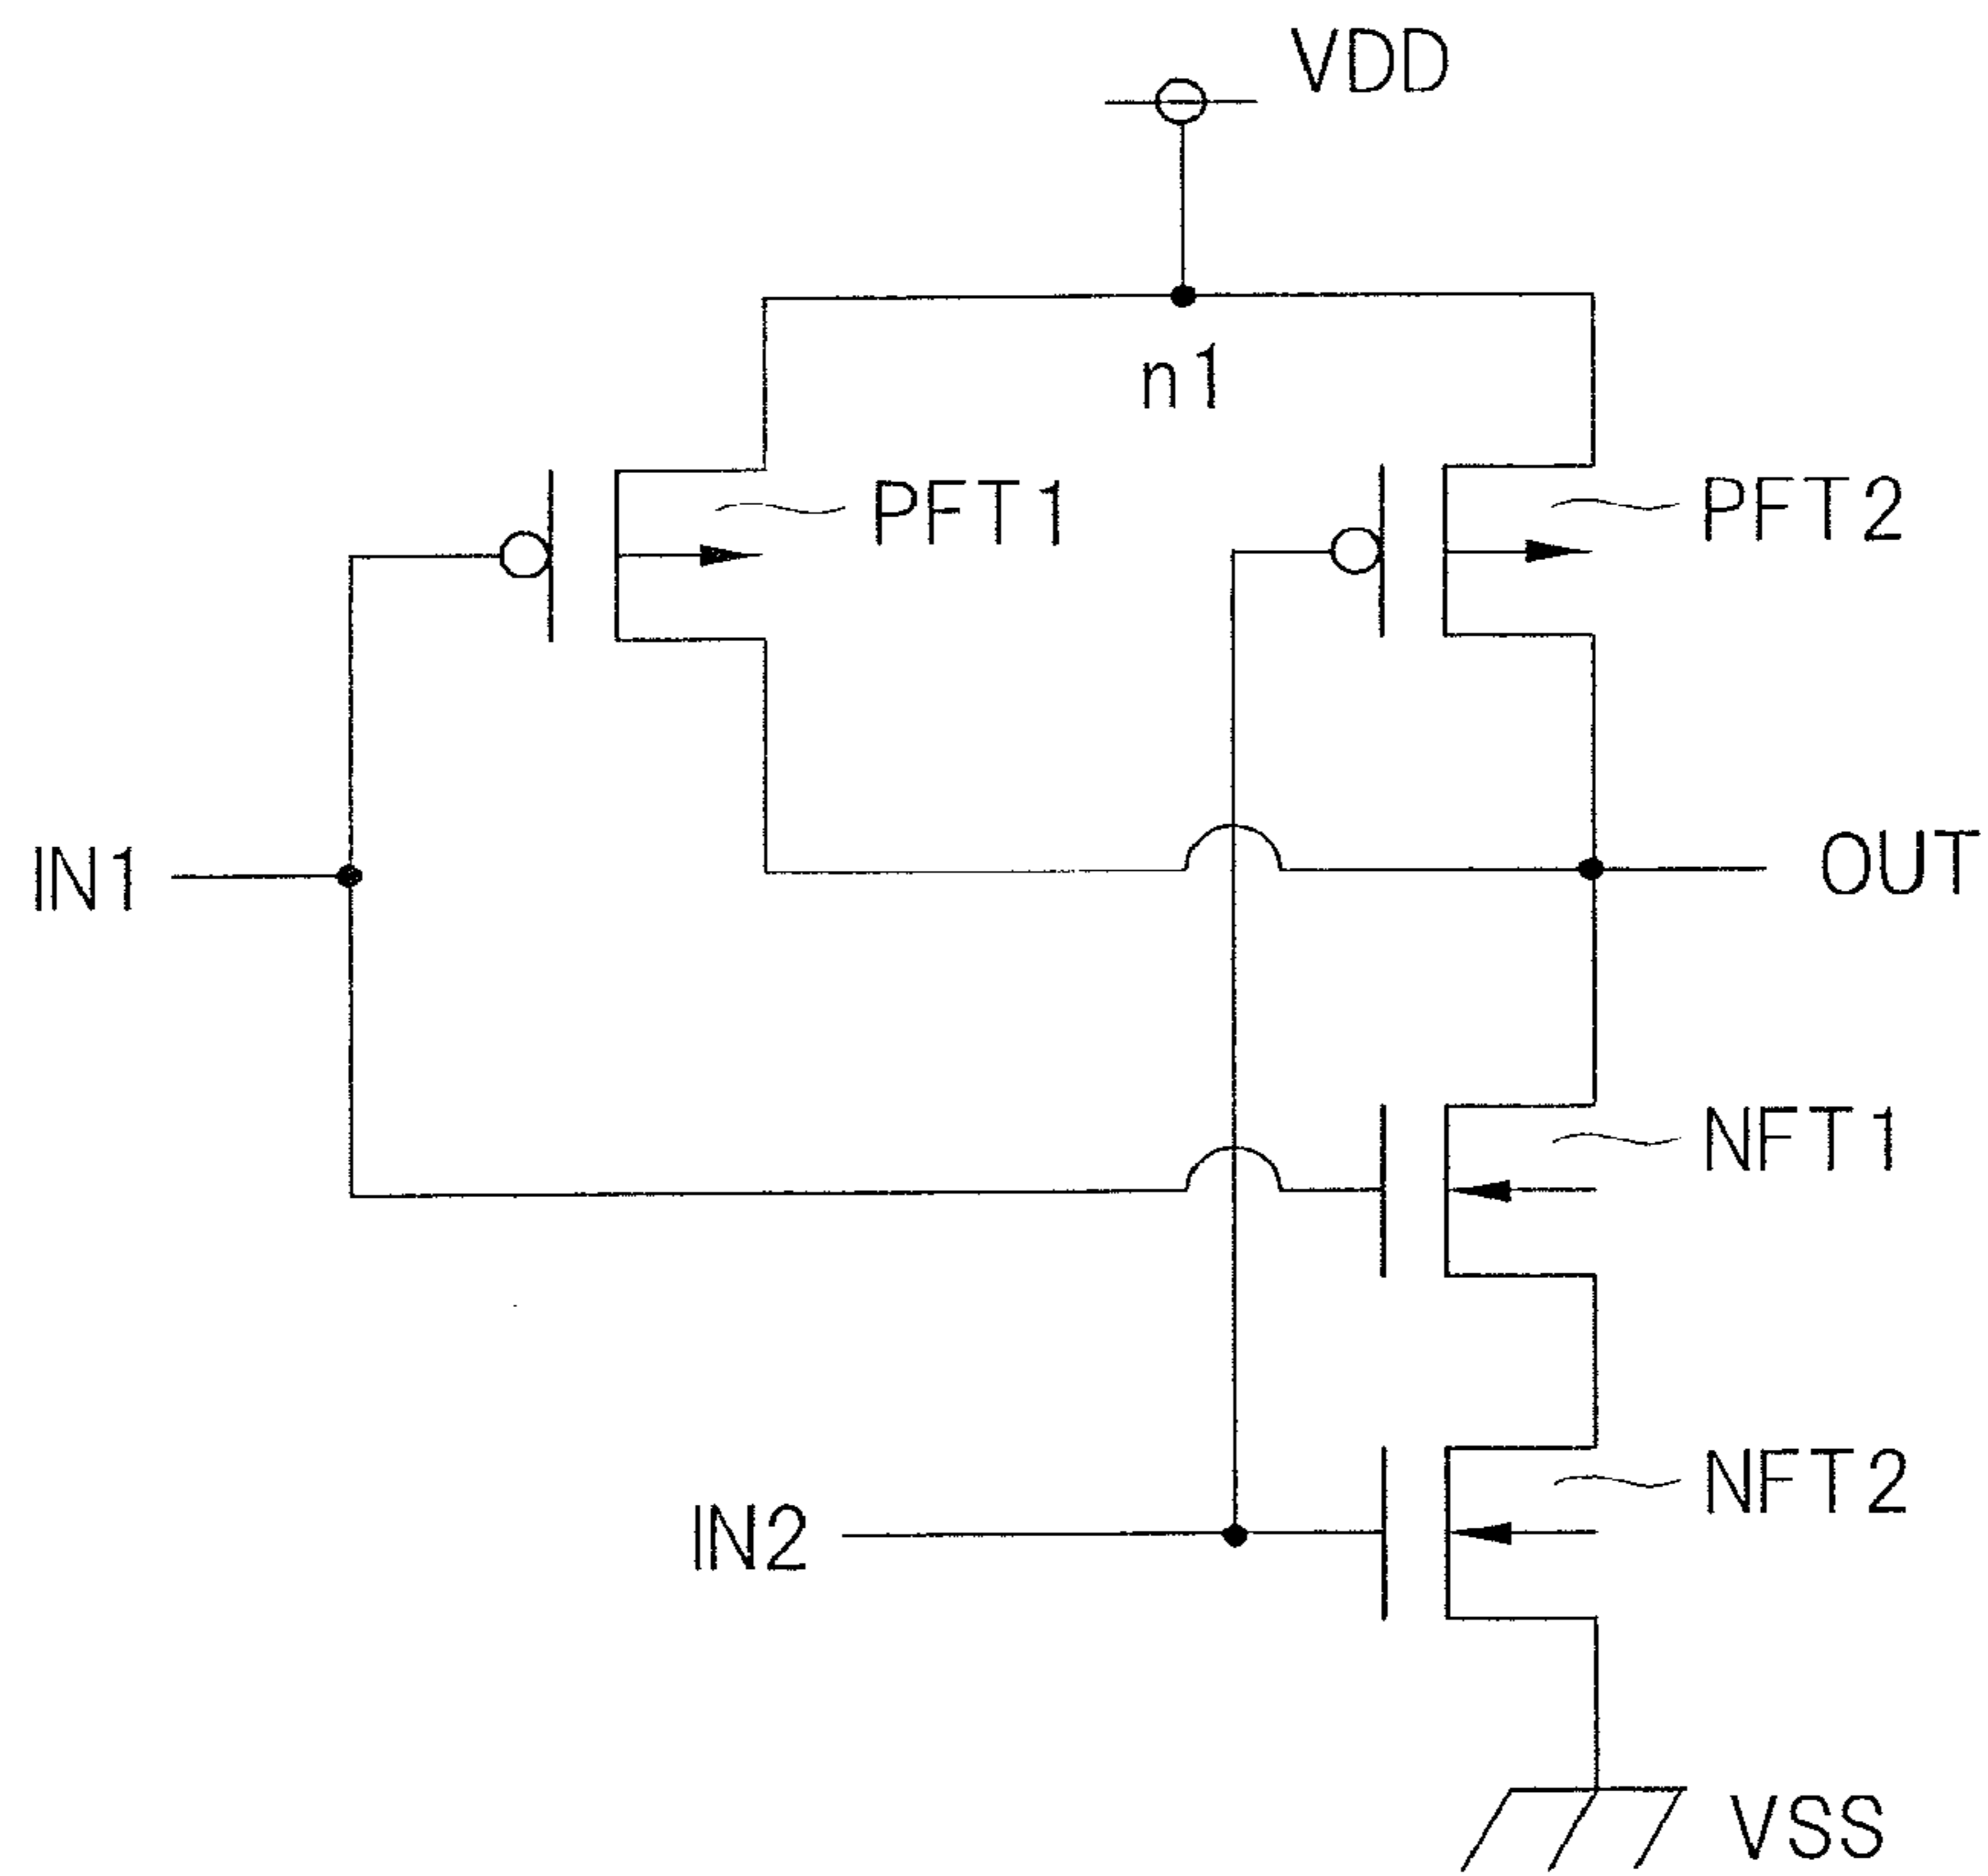 VDD
n1
PFT1
PFT2
IN1
OUT
NFT1
NFT2
IN2
VSS